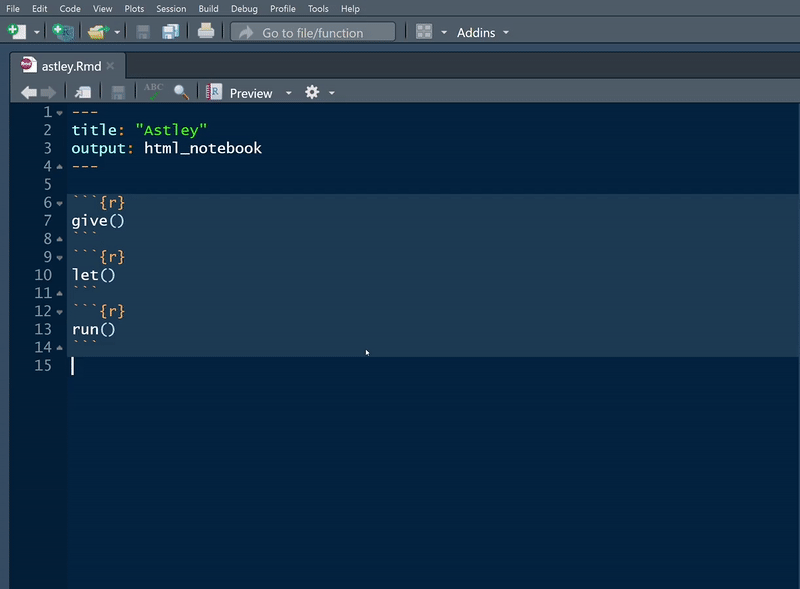 File Edit Code View Plots Session Build Debug Profile Tools Help
Go to file/function Addins
astley.Rmd
ABC Preview
1 ---
2 title: "Astley"
3 output: html_notebook
4 ---
5
6 ```{r}
7 give()
8 ```
9 ```{r}
10 let()
11 ```
12 ```{r}
13 run()
14 ```
15